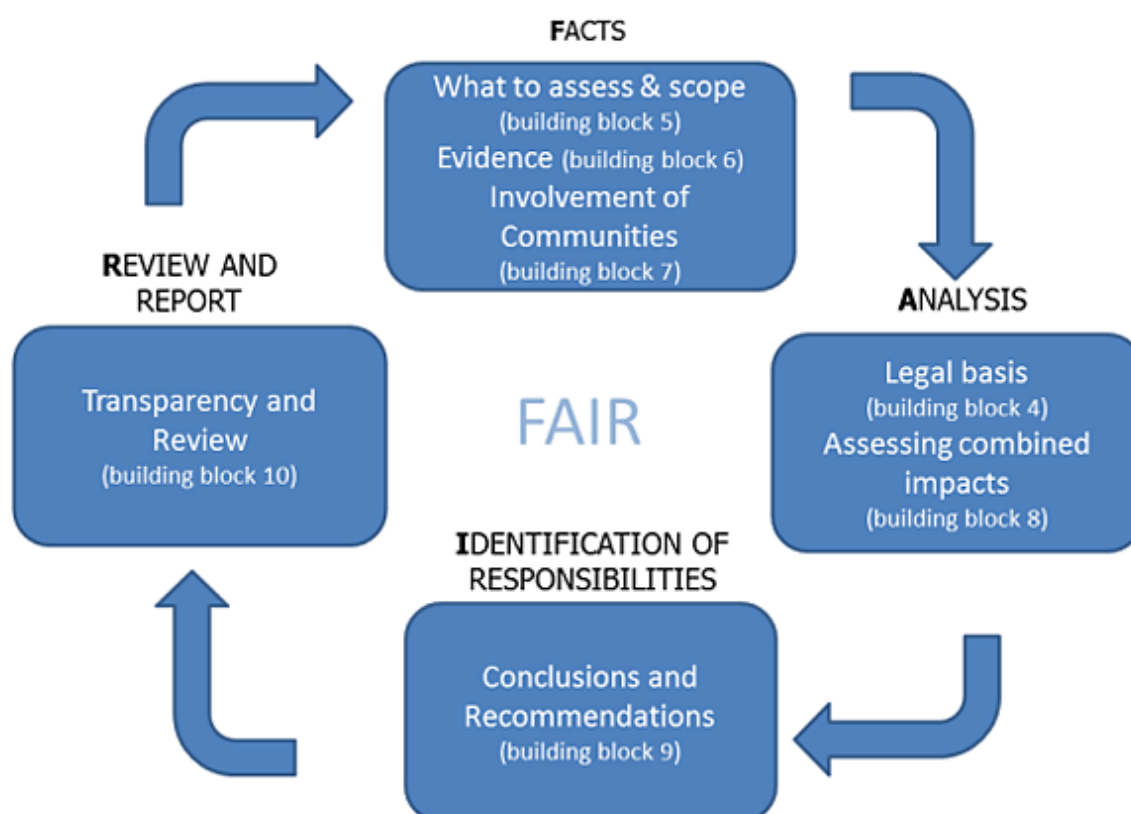 FACTS
What to assess & scope
(building block 5)
Evidence (building block 6)
Involvement of
Communities
(building block 7)
ANALYSIS
Legal basis
(building block 4)
Assessing combined
impacts
(building block 8)
IDENTIFICATION OF
RESPONSIBILITIES
Conclusions and
Recommendations
(building block 9)
REVIEW AND
REPORT
Transparency and
Review
(building block 10)
FAIR